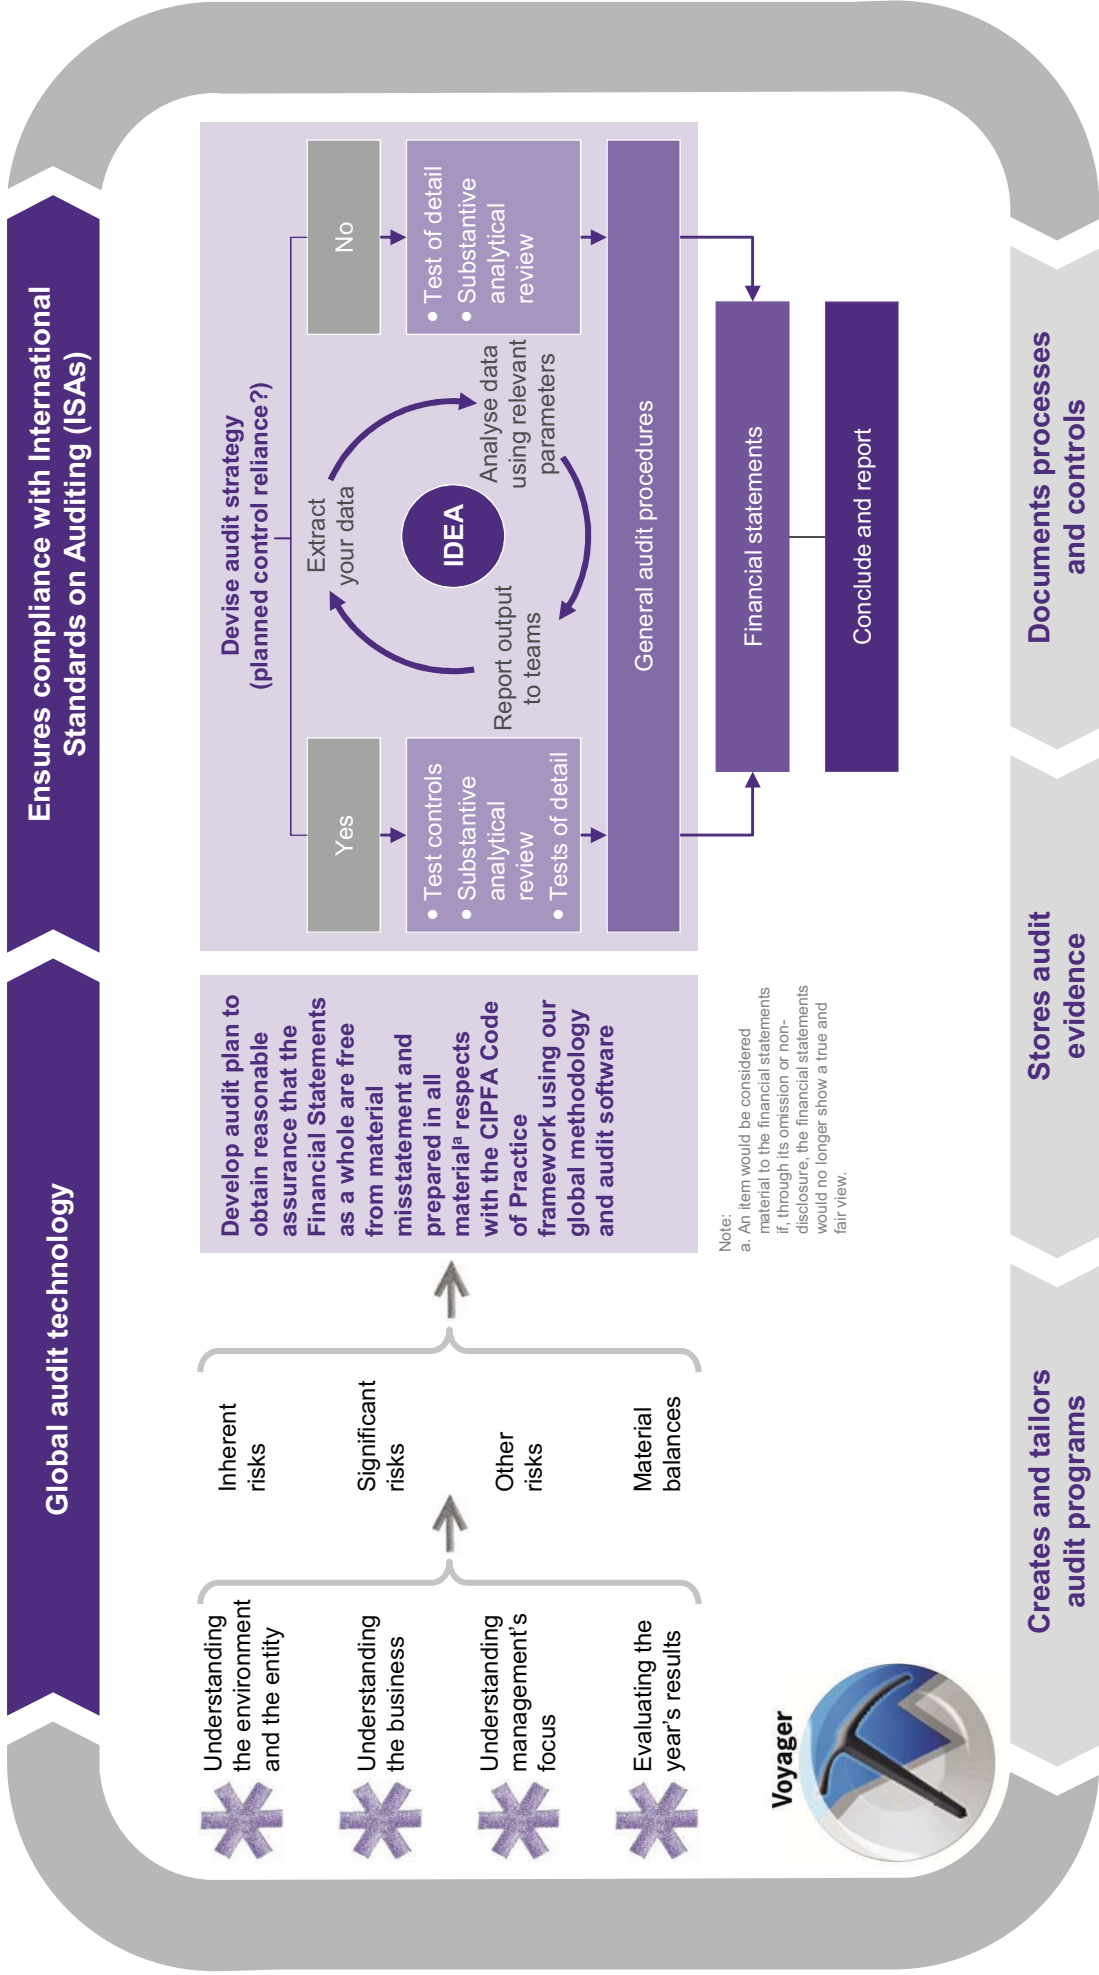 Global audit technology
Ensures compliance with International
Standards on Auditing (ISAs)
Understanding
the environment
and the entity
Understanding
the business
Understanding
management's
focus
Evaluating the
year's results
Inherent
risks
Significant
risks
Other
risks
Material
balances
Develop audit plan to
obtain reasonable
assurance that the
Financial Statements
as a whole are free
from material
misstatement and
prepared in all
materialª respects
with the CIPFA Code
of Practice
framework using our
global methodology
and audit software
Note:
a. An item would be considered
material to the financial statements
if, through its omission or non-
disclosure, the financial statements
would no longer show a true and
fair view.
Devise audit strategy
(planned control reliance?)
Yes
• Test controls
• Substantive
analytical
review
• Tests of detail
Extract
your data
IDEA
Report output
to teams
Analyse data
using relevant
parameters
No
• Test of detail
• Substantive
analytical
review
General audit procedures
Financial statements
Conclude and report
Voyager
Creates and tailors
audit programs
Stores audit
evidence
Documents processes
and controls